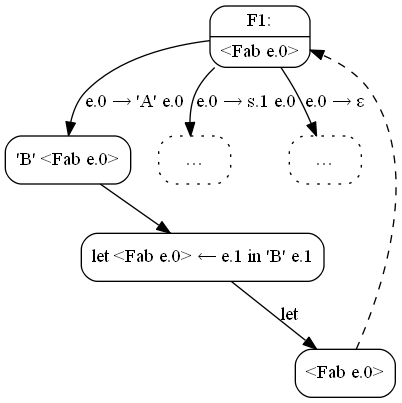 F1:
<Fab e.0>
e.0 → 'A' e.0
e.0 → s.1 e.0
e.0 → ε
'B' <Fab e.0>
...
...
let <Fab e.0> ← e.1 in 'B' e.1
let
<Fab e.0>